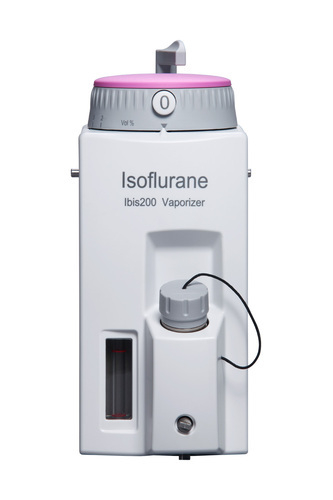 0
Vol %
Isoflurane
Ibis200 Vaporizer